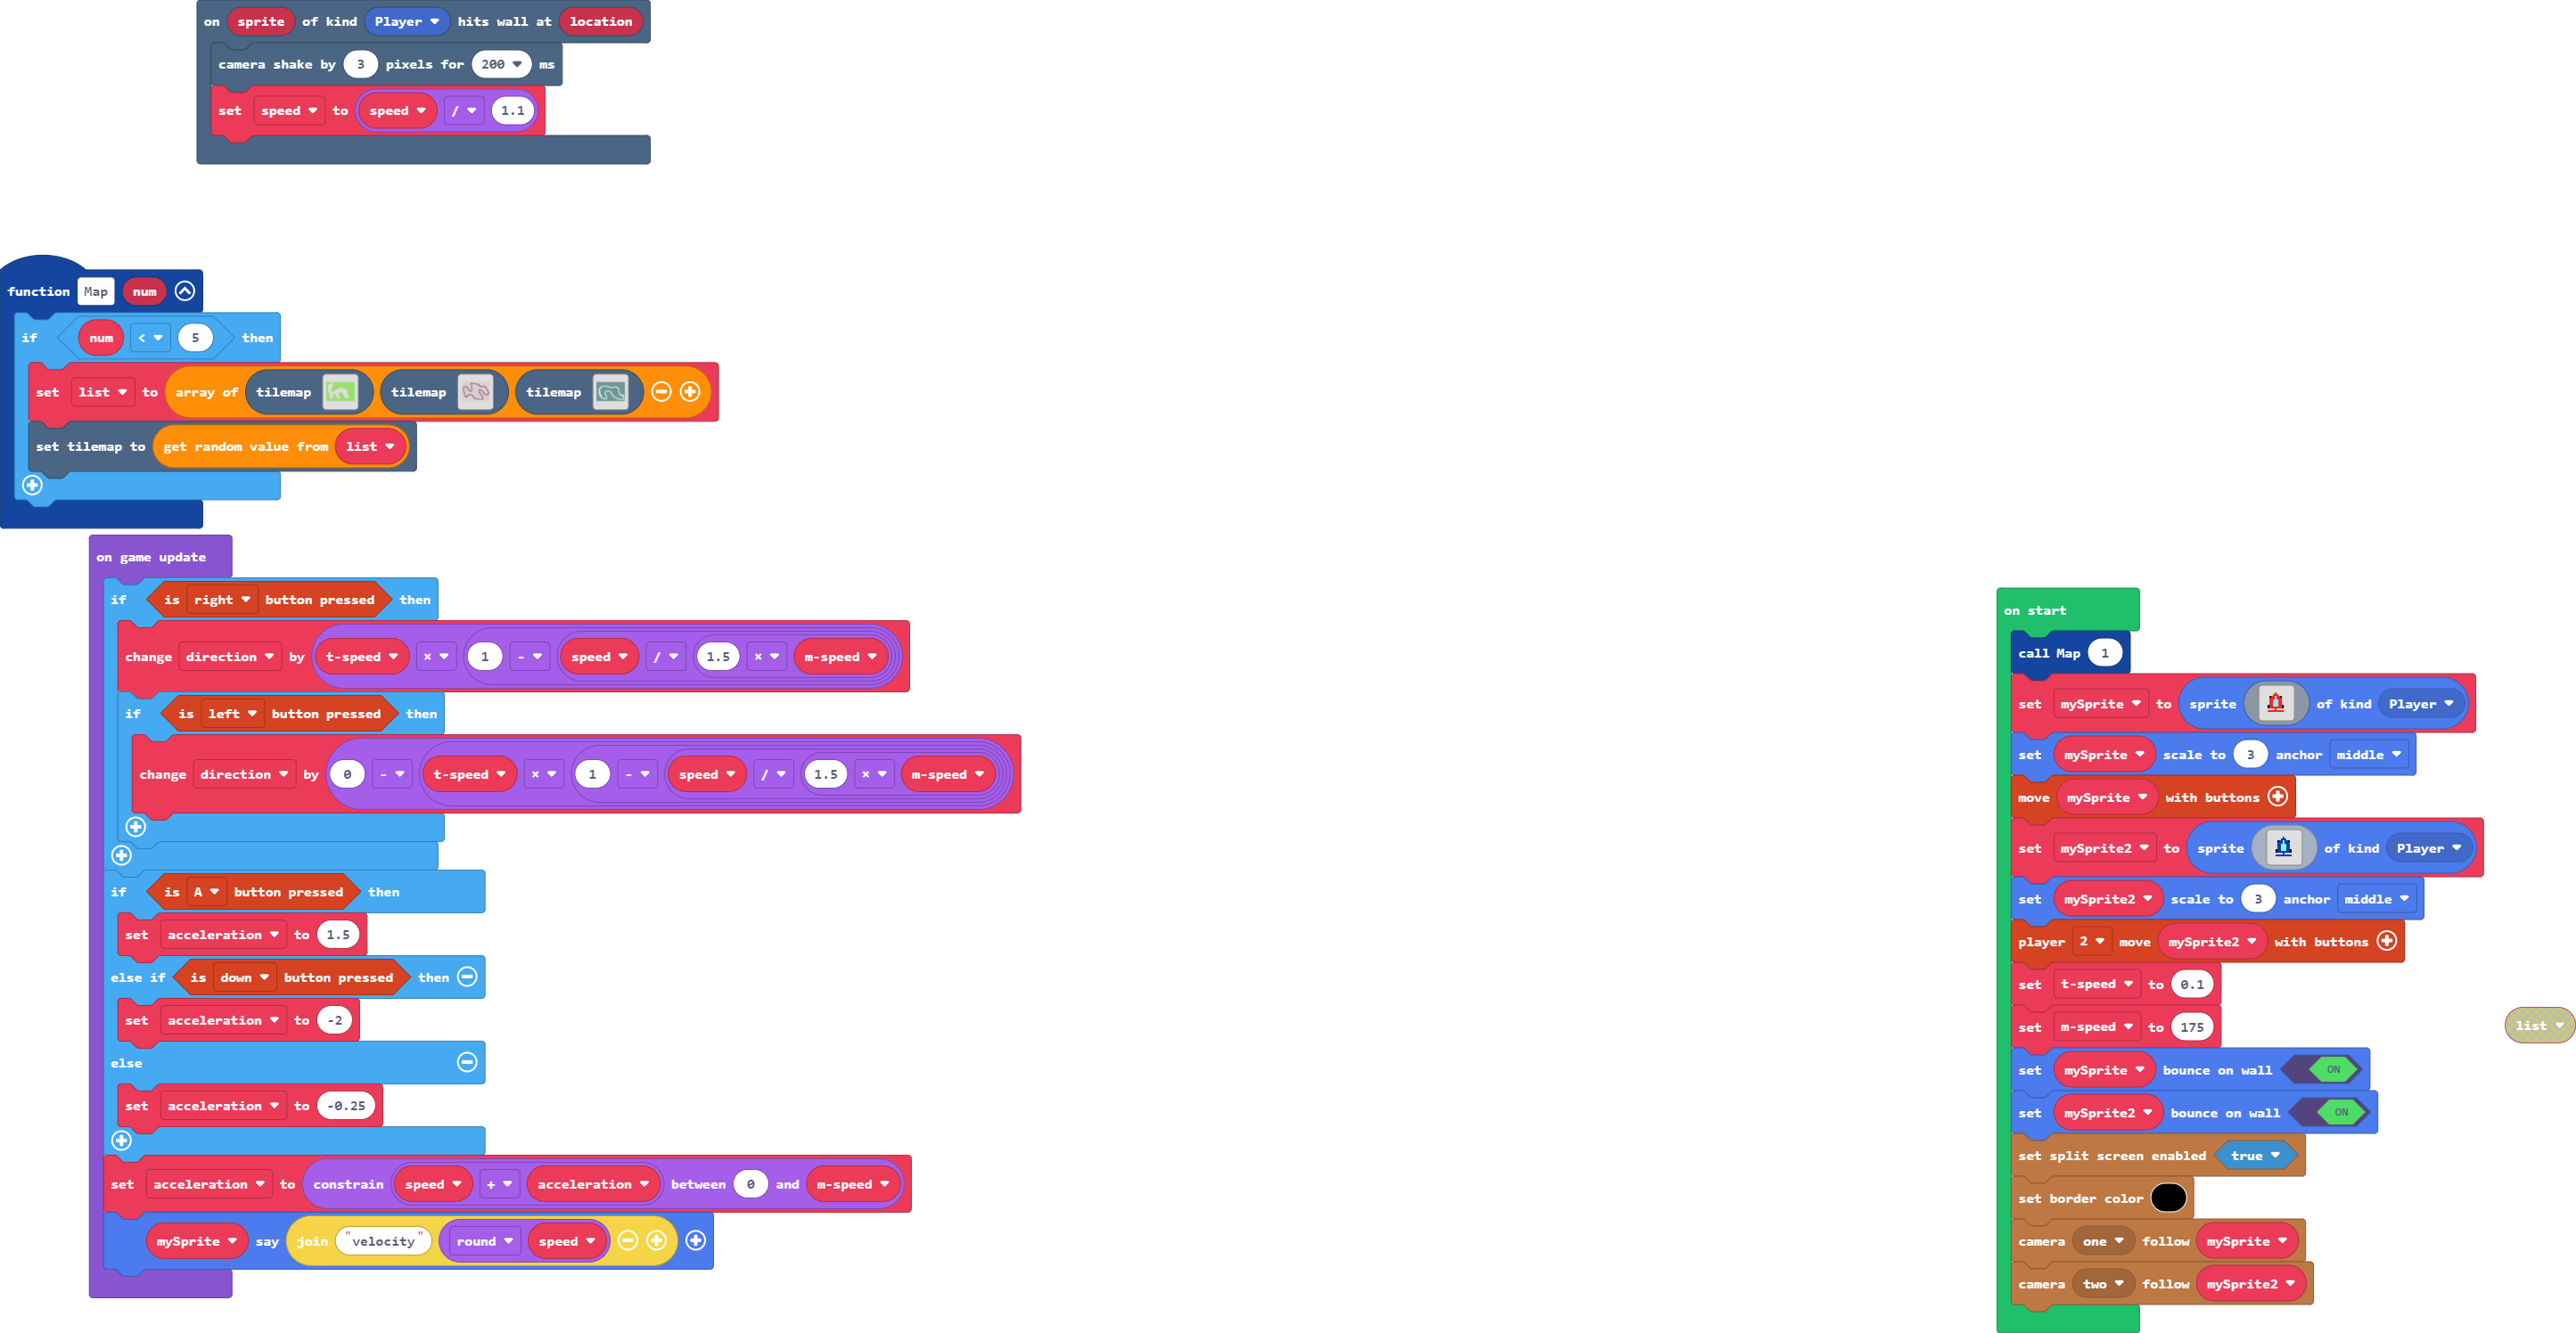 on sprite of kind Player hits wall at location
camera shake by 3 pixels for 200 ms
set speed to speed / 1.1
function Map num
if num < 5 then
set list to array of tilemap tilemap tilemap
set tilemap to get random value from list
on game update
if is right button pressed then
change direction by t-speed × 1 - speed / 1.5 × m-speed
if is left button pressed then
change direction by 0 - t-speed × 1 - speed / 1.5 × m-speed
if is A button pressed then
set acceleration to 1.5
else if is down button pressed then
set acceleration to -2
else
set acceleration to -0.25
set acceleration to constrain speed + acceleration between 0 and m-speed
mySprite say join "velocity" round speed
on start
call Map 1
set mySprite to sprite of kind Player
set mySprite scale to 3 anchor middle
move mySprite with buttons
set mySprite2 to sprite of kind Player
set mySprite2 scale to 3 anchor middle
player 2 move mySprite2 with buttons
set t-speed to 0.1
set m-speed to 175
set mySprite bounce on wall ON
set mySprite2 bounce on wall ON
set split screen enabled true
set border color
camera one follow mySprite
camera two follow mySprite2
list